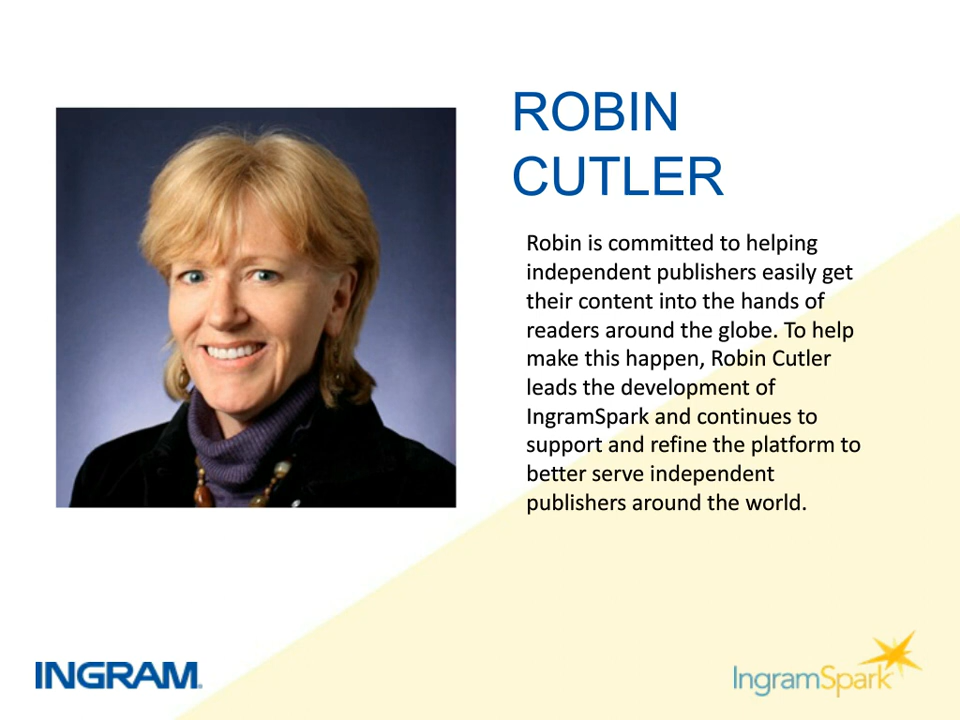 ROBIN
CUTLER
Robin is committed to helping
independent publishers easily get
their content into the hands of
readers around the globe. To help
make this happen, Robin Cutler
leads the development of
IngramSpark and continues to
support and refine the platform to
better serve independent
publishers around the world.
INGRAM
IngramSpark